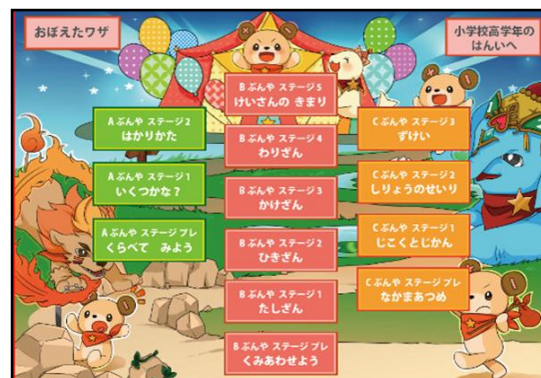 おぼえたワザ
小学校高学年の
はんいへ
Bぶんや ステージ5
けいさんの きまり
Aぶんや ステージ2
はかりかた
Bぶんや ステージ4
わりざん
Cぶんや ステージ3
ずけい
Aぶんや ステージ1
いくつかな？
Bぶんや ステージ3
かけざん
Cぶんや ステージ2
しりょうのせいり
Aぶんや ステージ プレ
くらべて みよう
Bぶんや ステージ2
ひきざん
Cぶんや ステージ1
じこくとじかん
Bぶんや ステージ1
たしざん
Cぶんや ステージ プレ
なかまあつめ
Bぶんや ステージ プレ
くみあわせよう